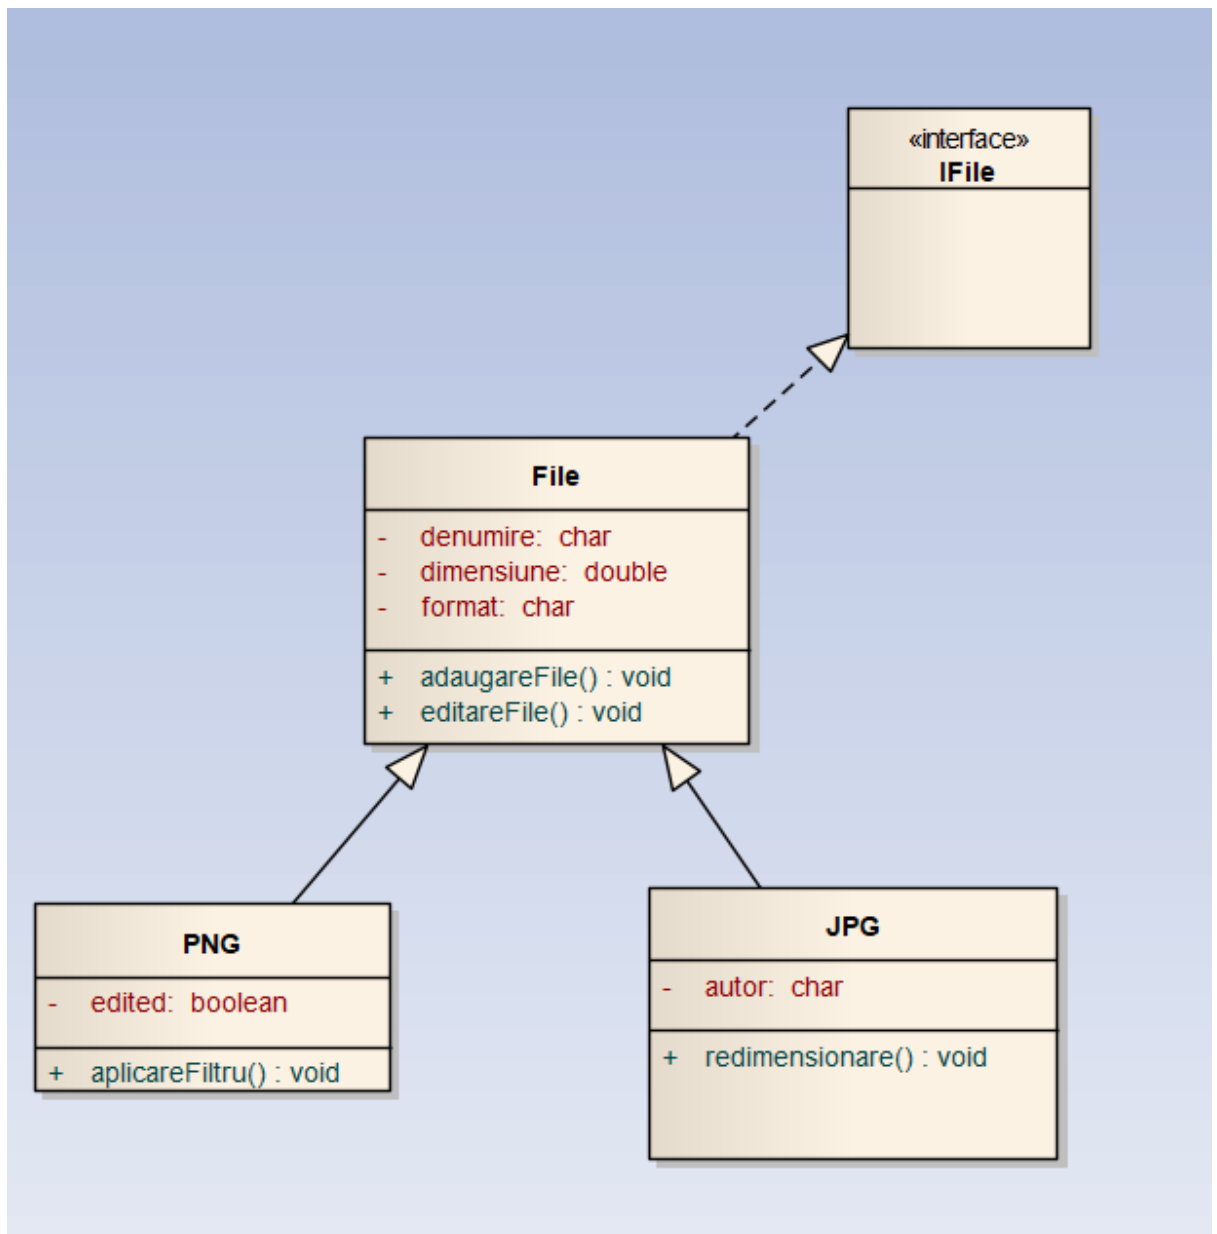 «interface»
IFile
File
- denumire: char
- dimensiune: double
- format: char
+ adaugareFile() : void
+ editareFile() : void
PNG
- edited: boolean
+ aplicareFiltru() : void
JPG
- autor: char
+ redimensionare() : void